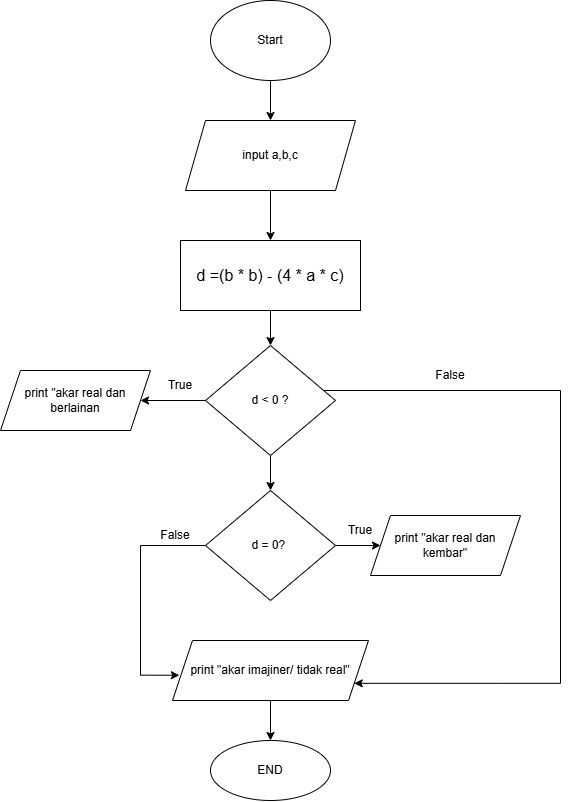 Start
input a,b,c
d =(b * b) - (4 * a * c)
False
True
print "akar real dan
berlainan
d < 0 ?
False
True
d = 0?
print "akar real dan
kembar"
print "akar imajiner/ tidak real"
END